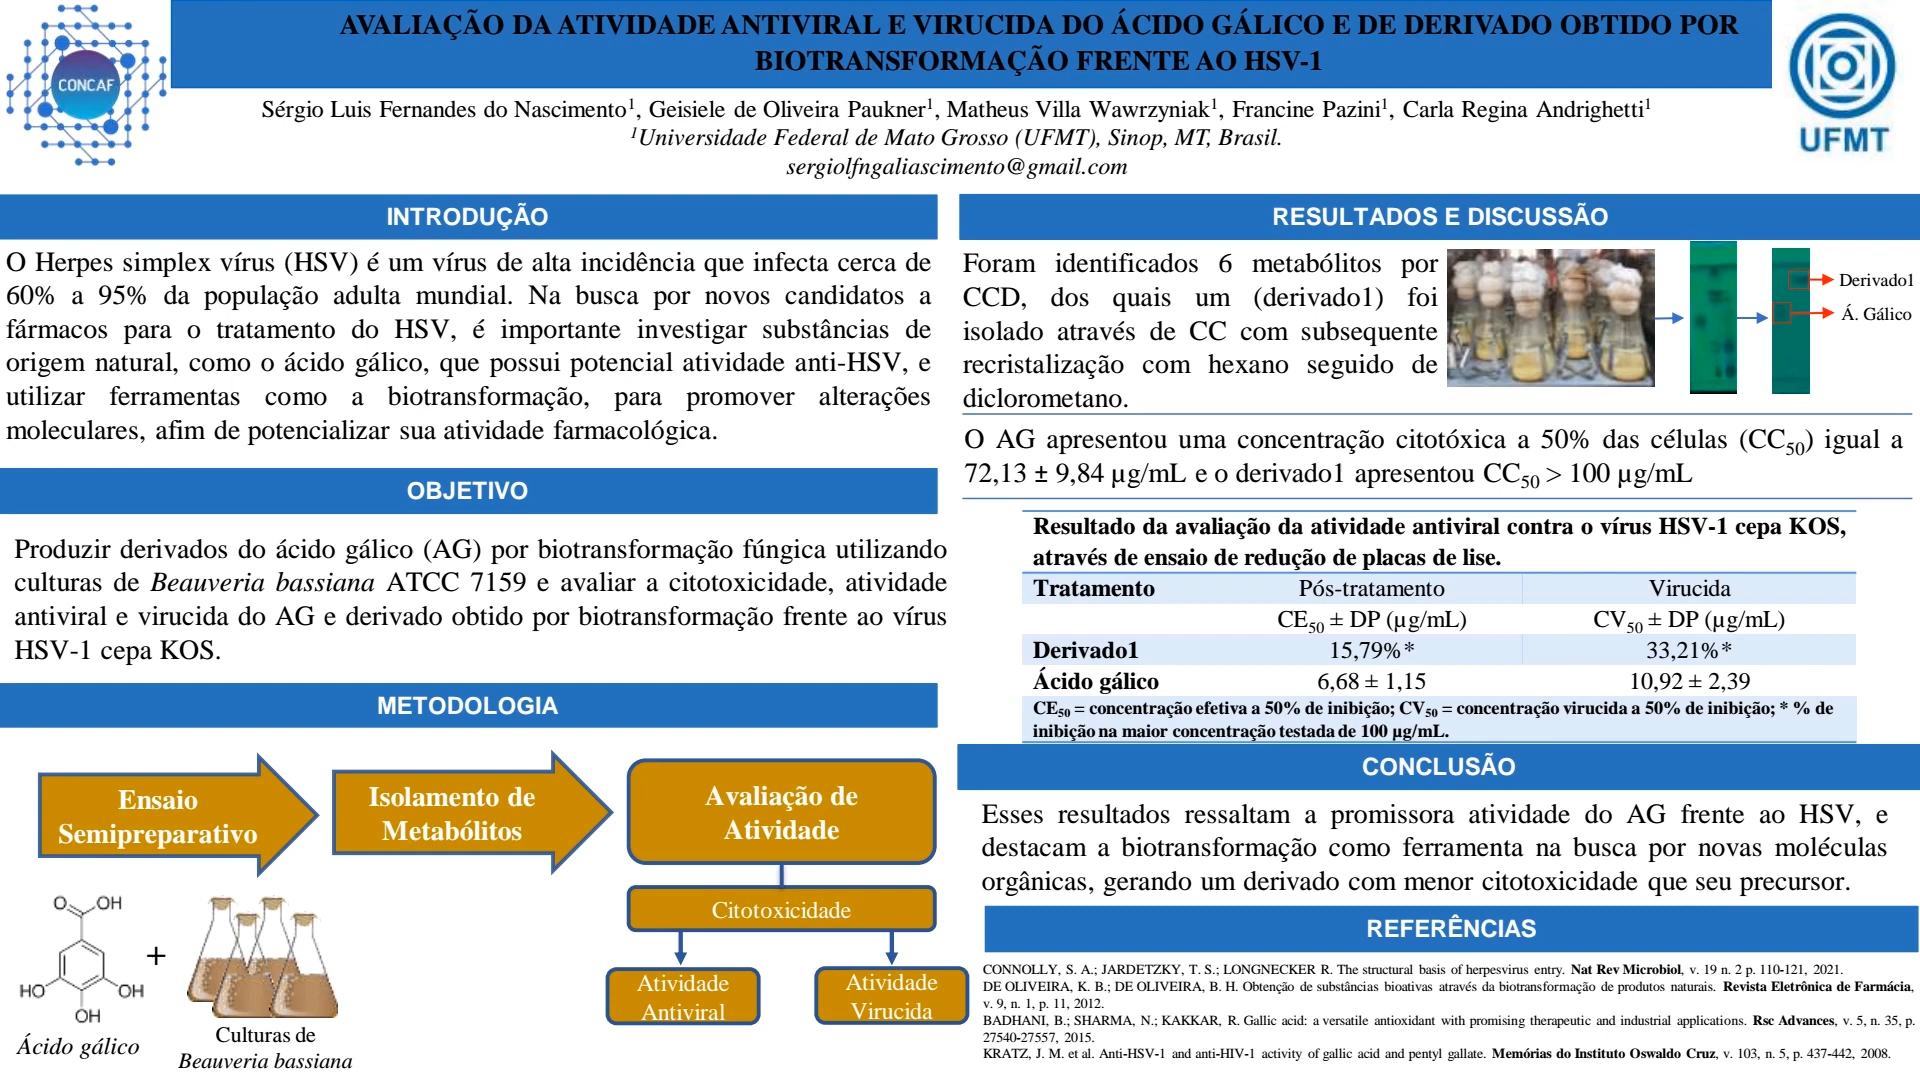 CONCAF
AVALIAÇÃO DA ATIVIDADE ANTIVIRAL E VIRUCIDA DO ÁCIDO GÁLICO E DE DERIVADO OBTIDO POR
BIOTRANSFORMAÇÃO FRENTE AO HSV-1
UFMT
Sérgio Luis Fernandes do Nascimento¹, Geisiele de Oliveira Paukner¹, Matheus Villa Wawrzyniak¹, Francine Pazini¹, Carla Regina Andrighetti¹
¹Universidade Federal de Mato Grosso (UFMT), Sinop, MT, Brasil.
sergiolfngaliascimento@gmail.com
INTRODUÇÃO
O Herpes simplex vírus (HSV) é um vírus de alta incidência que infecta cerca de
60% a 95% da população adulta mundial. Na busca por novos candidatos a
fármacos para o tratamento do HSV, é importante investigar substâncias de
origem natural, como o ácido gálico, que possui potencial atividade anti-HSV, e
utilizar ferramentas como a biotransformação, para promover alterações
moleculares, afim de potencializar sua atividade farmacológica.
OBJETIVO
Produzir derivados do ácido gálico (AG) por biotransformação fúngica utilizando
culturas de Beauveria bassiana ATCC 7159 e avaliar a citotoxicidade, atividade
antiviral e virucida do AG e derivado obtido por biotransformação frente ao vírus
HSV-1 cepa KOS.
METODOLOGIA
Ensaio
Semipreparativo
Isolamento de
Metabólitos
Avaliação de
Atividade
Citotoxicidade
Atividade
Antiviral
Atividade
Virucida
O
OH
HO
OH
OH
Ácido gálico
+
Culturas de
Beauveria bassiana
RESULTADOS E DISCUSSÃO
Foram identificados 6 metabólitos por
CCD, dos quais um (derivado1) foi
isolado através de CC com subsequente
recristalização com hexano seguido de
diclorometano.
Derivado1
Á. Gálico
O AG apresentou uma concentração citotóxica a 50% das células (CC₅₀) igual a
72,13 ± 9,84 µg/mL e o derivado1 apresentou CC₅₀ > 100 µg/mL
Resultado da avaliação da atividade antiviral contra o vírus HSV-1 cepa KOS,
através de ensaio de redução de placas de lise.
Tratamento Pós-tratamento Virucida
CE₅₀ ± DP (µg/mL) CV₅₀ ± DP (µg/mL)
Derivado1 15,79%* 33,21%*
Ácido gálico 6,68 ± 1,15 10,92 ± 2,39
CE₅₀ = concentração efetiva a 50% de inibição; CV₅₀ = concentração virucida a 50% de inibição; * % de
inibição na maior concentração testada de 100 µg/mL.
CONCLUSÃO
Esses resultados ressaltam a promissora atividade do AG frente ao HSV, e
destacam a biotransformação como ferramenta na busca por novas moléculas
orgânicas, gerando um derivado com menor citotoxicidade que seu precursor.
REFERÊNCIAS
CONNOLLY, S. A.; JARDETZKY, T. S.; LONGNECKER R. The structural basis of herpesvirus entry. Nat Rev Microbiol, v. 19 n. 2 p. 110-121, 2021.
DE OLIVEIRA, K. B.; DE OLIVEIRA, B. H. Obtenção de substâncias bioativas através da biotransformação de produtos naturais. Revista Eletrônica de Farmácia,
v. 9, n. 1, p. 11, 2012.
BADHANI, B.; SHARMA, N.; KAKKAR, R. Gallic acid: a versatile antioxidant with promising therapeutic and industrial applications. Rsc Advances, v. 5, n. 35, p.
27540-27557, 2015.
KRATZ, J. M. et al. Anti-HSV-1 and anti-HIV-1 activity of gallic acid and pentyl gallate. Memórias do Instituto Oswaldo Cruz, v. 103, n. 5, p. 437-442, 2008.